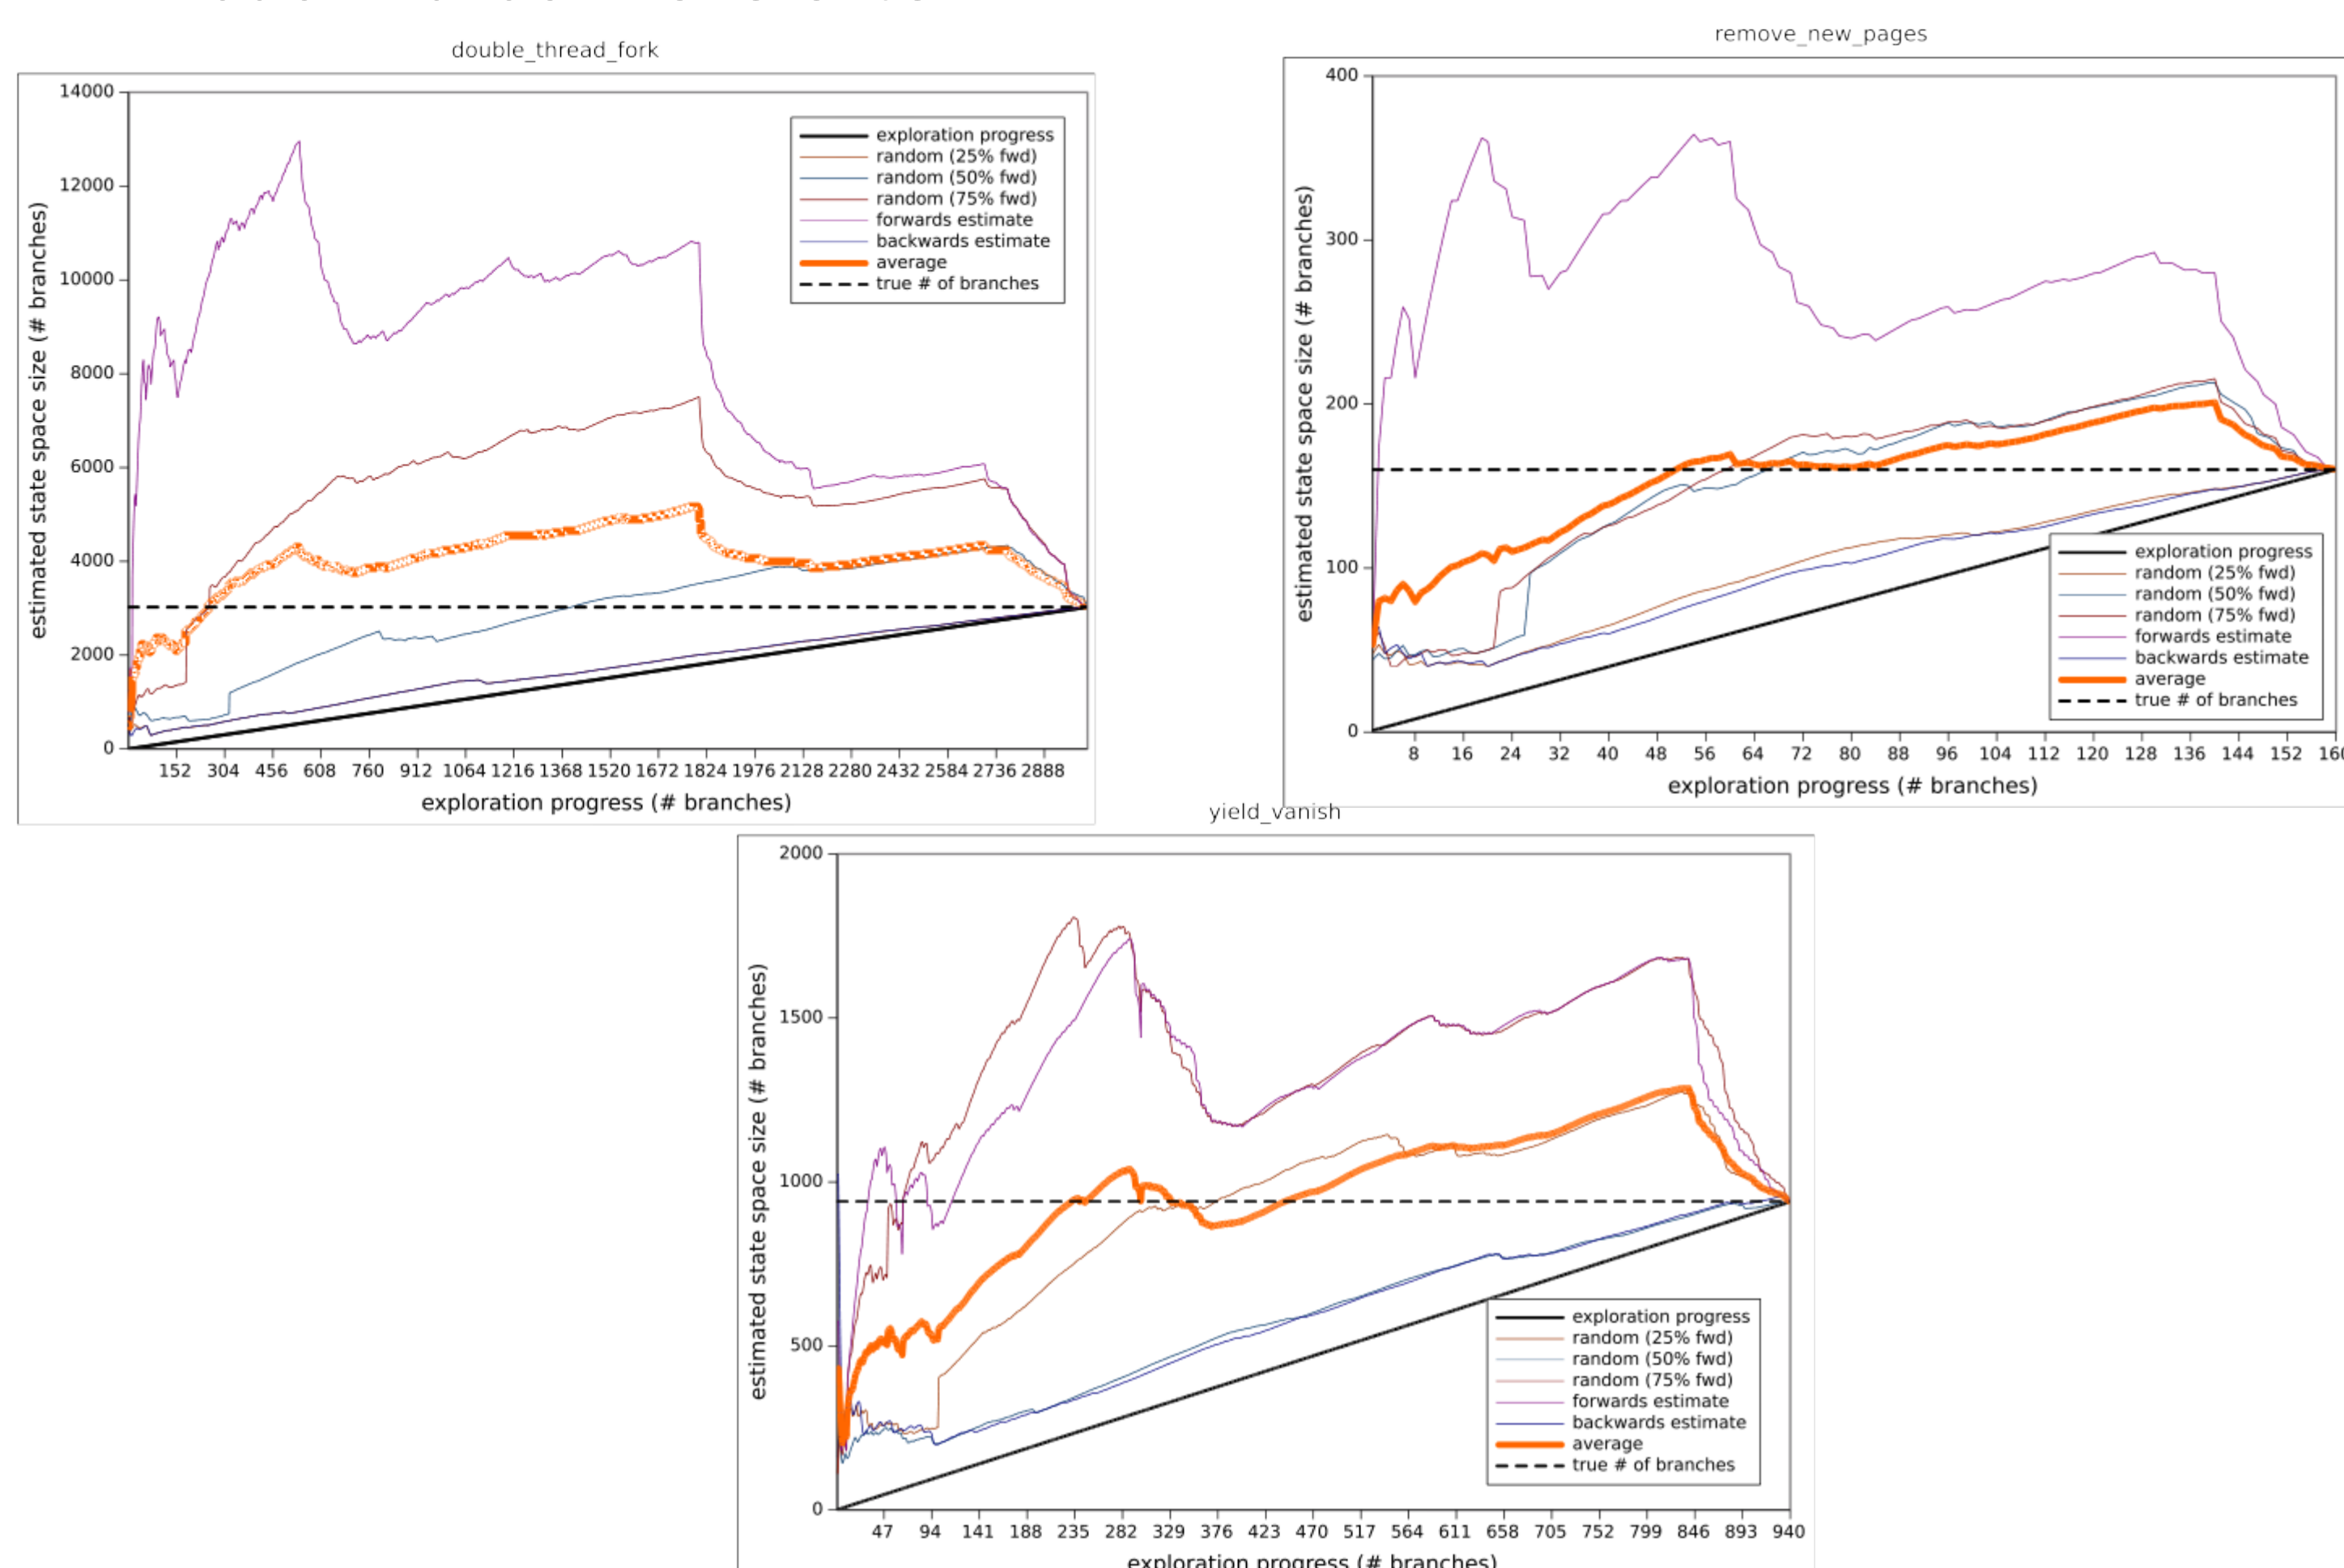 double_thread_fork
14000
12000
10000
8000
6000
4000
2000
0
estimated state space size (# branches)
exploration progress
random (25% fwd)
random (50% fwd)
random (75% fwd)
forwards estimate
backwards estimate
average
true # of branches
152 304 456 608 760 912 1064 1216 1368 1520 1672 1824 1976 2128 2280 2432 2584 2736 2888
exploration progress (# branches)
remove_new_pages
400
300
200
100
0
estimated state space size (# branches)
exploration progress
random (25% fwd)
random (50% fwd)
random (75% fwd)
forwards estimate
backwards estimate
average
true # of branches
8 16 24 32 40 48 56 64 72 80 88 96 104 112 120 128 136 144 152 160
exploration progress (# branches)
yield_vanish
2000
1500
1000
500
0
estimated state space size (# branches)
exploration progress
random (25% fwd)
random (50% fwd)
random (75% fwd)
forwards estimate
backwards estimate
average
true # of branches
47 94 141 188 235 282 329 376 423 470 517 564 611 658 705 752 799 846 893 940
exploration progress (# branches)